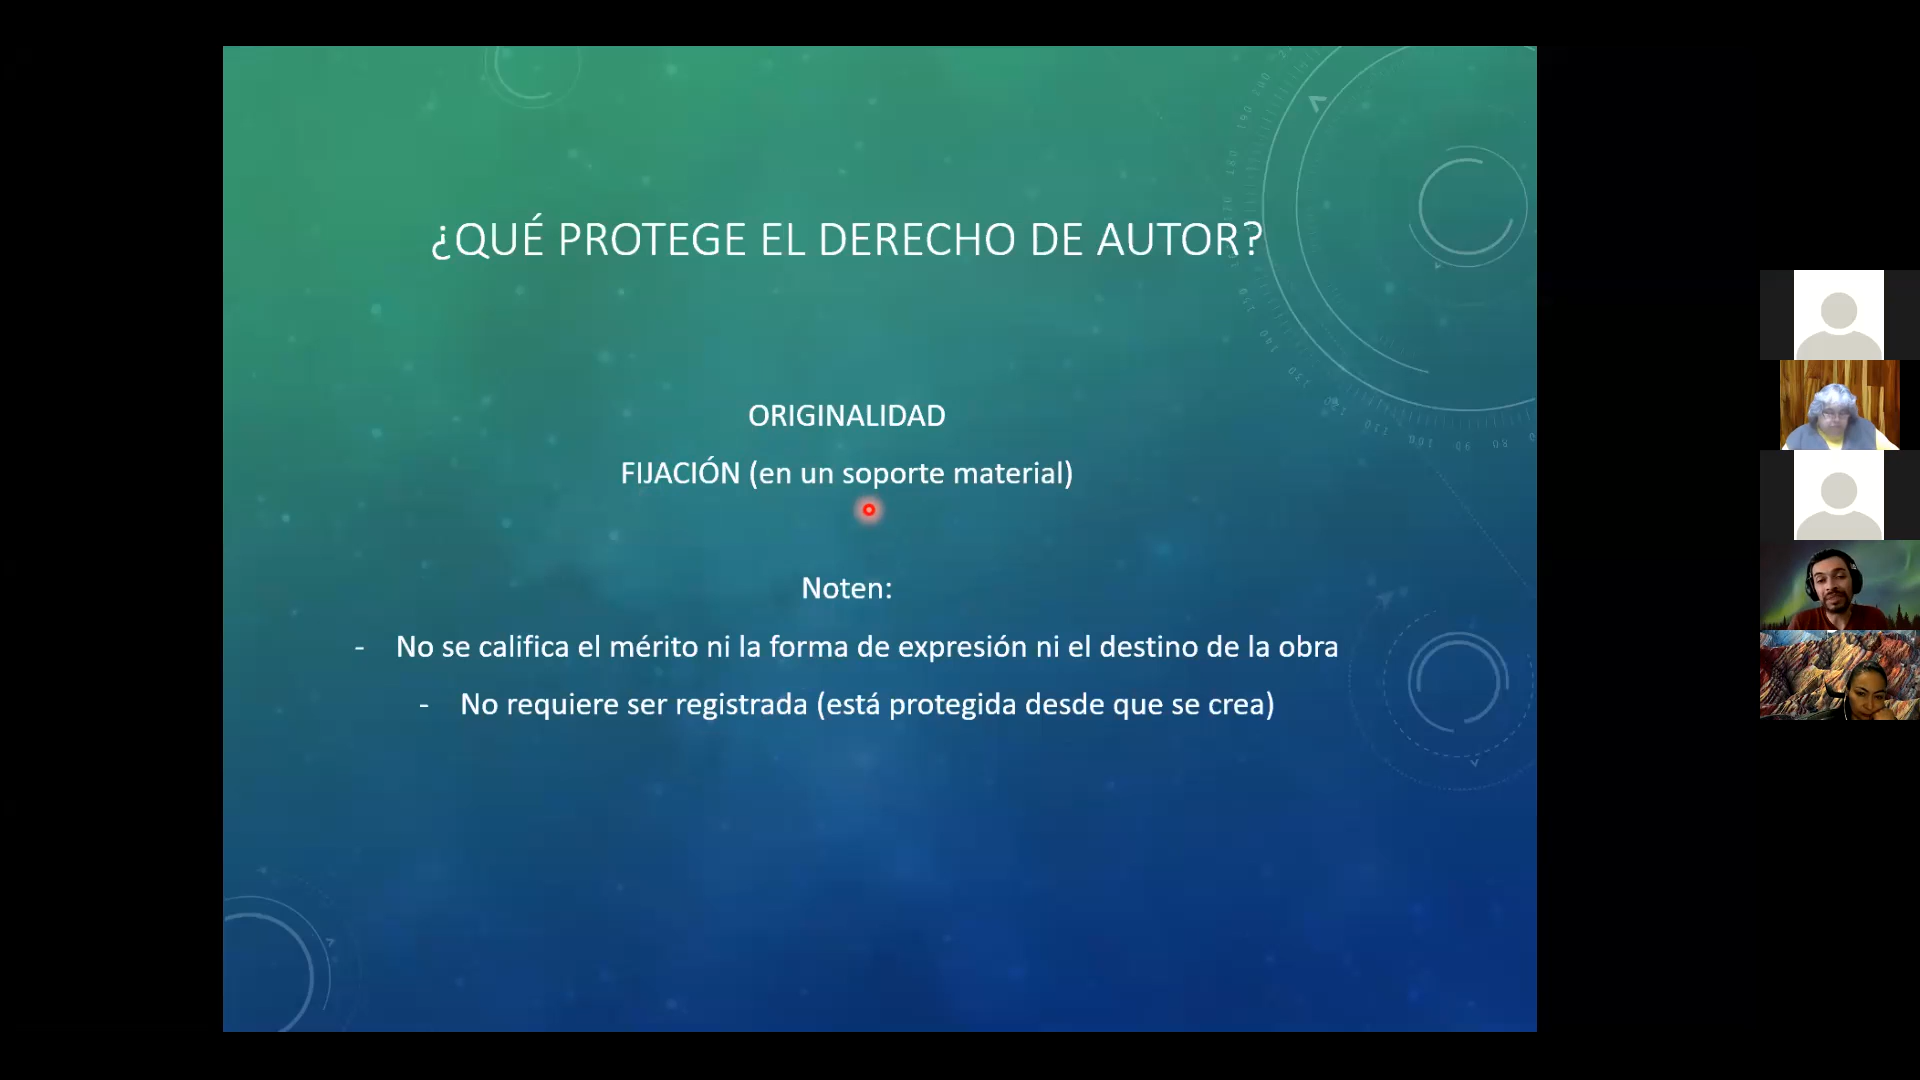 ¿QUÉ PROTEGE EL DERECHO DE AUTOR?
ORIGINALIDAD
FIJACIÓN (en un soporte material)
Noten:
- No se califica el mérito ni la forma de expresión ni el destino de la obra
- No requiere ser registrada (está protegida desde que se crea)